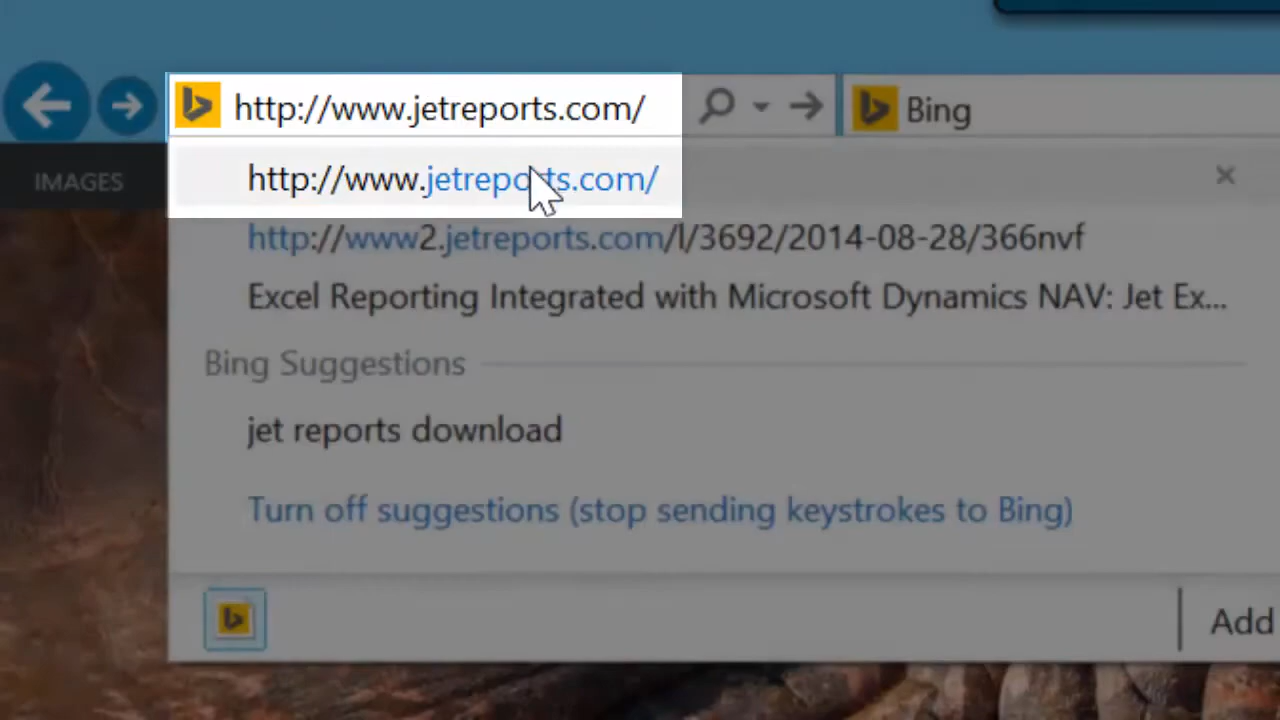 http://www.jetreports.com/
Bing
IMAGES
http://www.jetreports.com/
http://www2.jetreports.com/l/3692/2014-08-28/366nvf
Excel Reporting Integrated with Microsoft Dynamics NAV: Jet Ex...
Bing Suggestions
jet reports download
Turn off suggestions (stop sending keystrokes to Bing)
Add